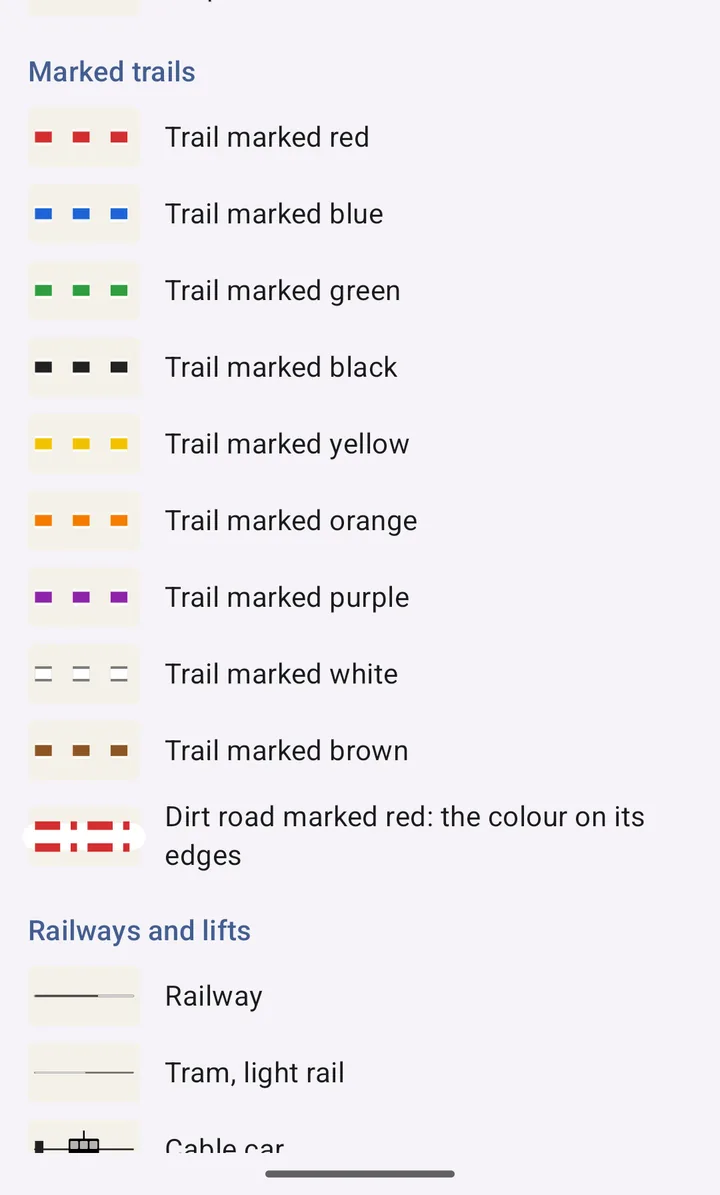 Marked trails
Trail marked red
Trail marked blue
Trail marked green
Trail marked black
Trail marked yellow
Trail marked orange
Trail marked purple
Trail marked white
Trail marked brown
Dirt road marked red: the colour on its
edges
Railways and lifts
Railway
Tram, light rail
Cable car